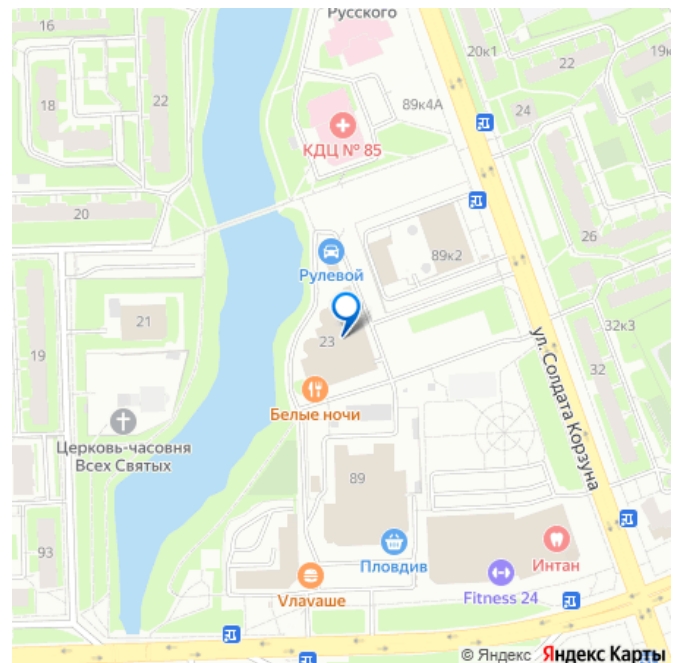 Русского
16
20к1
22
19к
18
22
89к4А
24
КДЦ № 85
20
26
89к2
Рулевой
21
23
32к3
19
32
ул. Солдата Корзуна
Белые ночи
Церковь-часовня
Всех Святых
89
93
Пловдив
Интан
Vлаваше
Fitness 24
© Яндекс Яндекс Карты